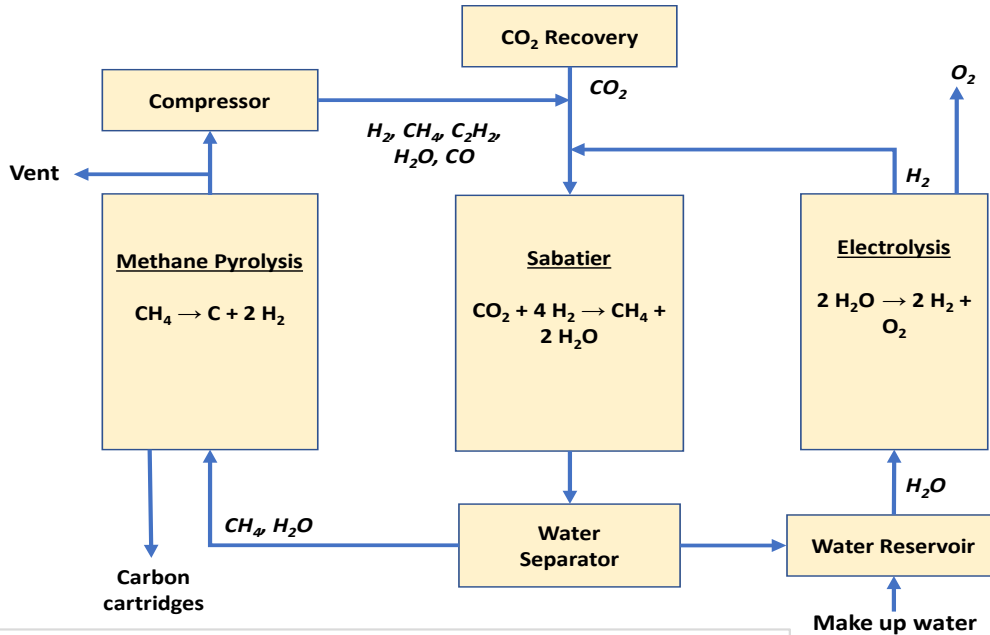 CO₂ Recovery
CO₂
O₂
Compressor
H₂, CH₄, C₂H₂,
H₂O, CO
Vent
H₂
Methane Pyrolysis
CH₄ → C + 2 H₂
Sabatier
CO₂ + 4 H₂ → CH₄ +
2 H₂O
Electrolysis
2 H₂O → 2 H₂ +
O₂
CH₄, H₂O
H₂O
Water
Separator
Water Reservoir
Carbon
cartridges
Make up water